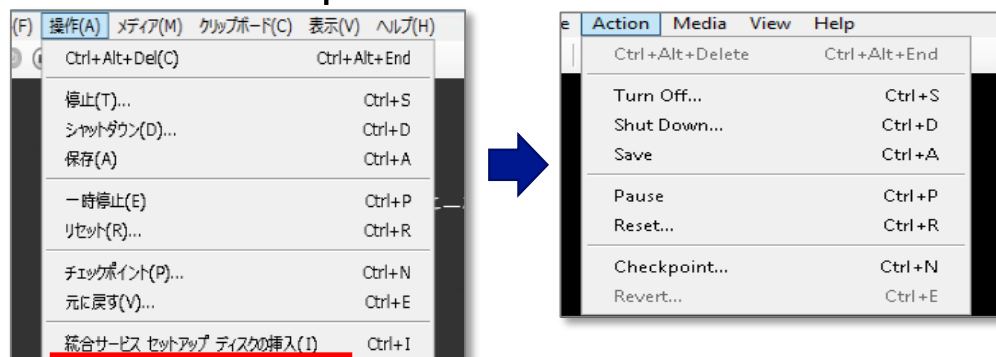 (F) 操作(A) メディア(M) クリップボード(C) 表示(V) ヘルプ(H)
Ctrl+Alt+Del(C) Ctrl+Alt+End
停止(T)... Ctrl+S
シャットダウン(D)... Ctrl+D
保存(A) Ctrl+A
一時停止(E) Ctrl+P
リセット(R)... Ctrl+R
チェックポイント(P)... Ctrl+N
元に戻す(V)... Ctrl+E
統合サービス セットアップ ディスクの挿入(I) Ctrl+I
e Action Media View Help
Ctrl+Alt+Delete Ctrl+Alt+End
Turn Off... Ctrl+S
Shut Down... Ctrl+D
Save Ctrl+A
Pause Ctrl+P
Reset... Ctrl+R
Checkpoint... Ctrl+N
Revert... Ctrl+E